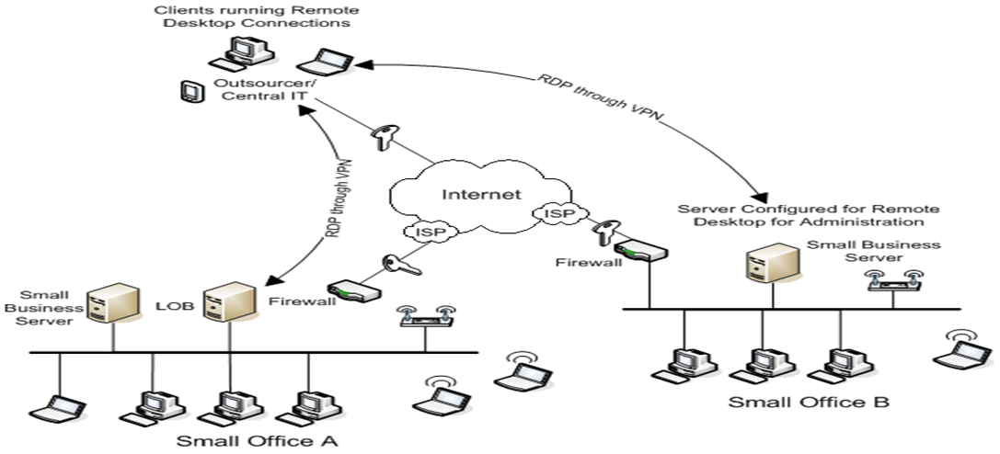 Clients running Remote
Desktop Connections
Outsourcer/
Central IT
RDP through VPN
RDP through VPN
Internet
ISP
ISP
Server Configured for Remote
Desktop for Administration
Small Business
Server
Firewall
Small
Business
Server
LOB
Firewall
Small Office B
Small Office A